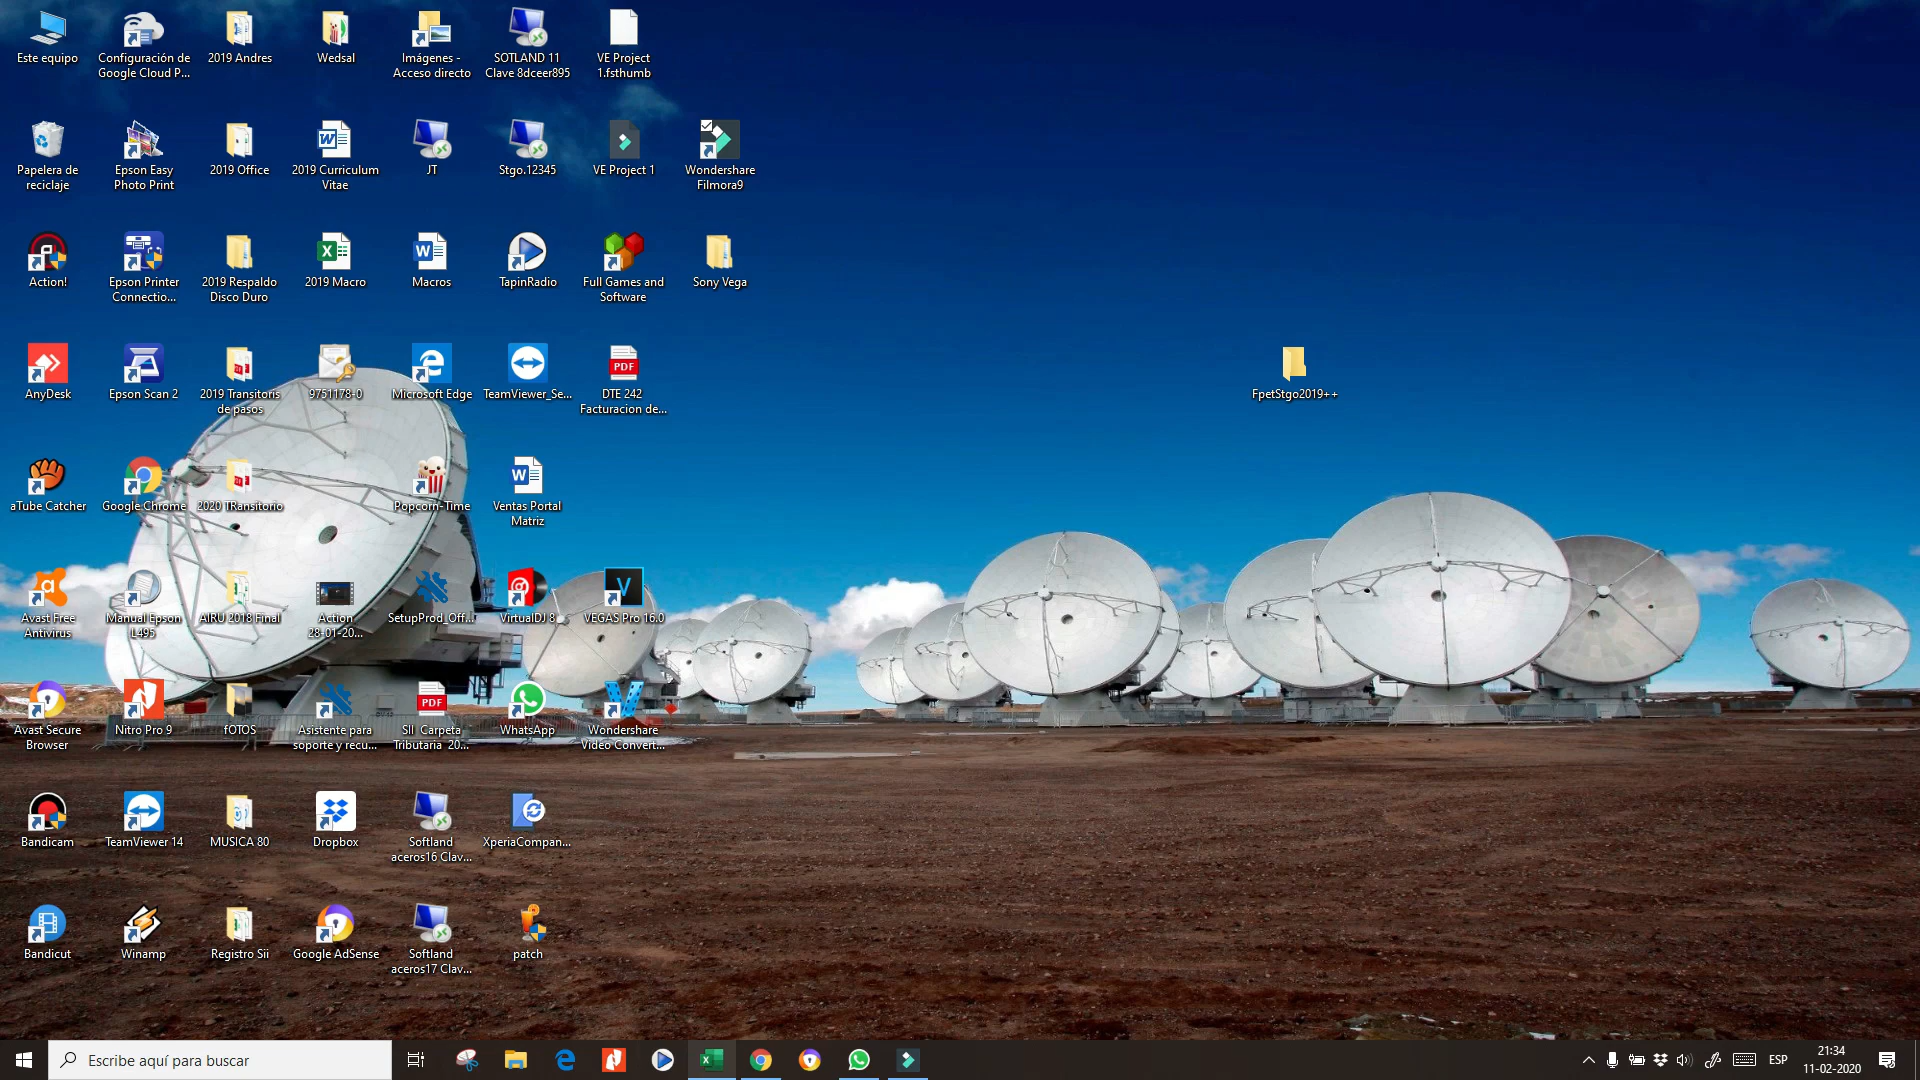 Este equipo
Configuración de
Google Cloud P...
2019 Andres
Wedsal
Imágenes -
Acceso directo
SOTLAND 11
Clave 8dceer895
VE Project
1.fsthumb
Papelera de
reciclaje
Epson Easy
Photo Print
2019 Office
2019 Curriculum
Vitae
JT
Stgo.12345
VE Project 1
Wondershare
Filmora9
Action!
Epson Printer
Connectio...
2019 Respaldo
Disco Duro
2019 Macro
Macros
TapinRadio
Full Games and
Software
Sony Vega
AnyDesk
Epson Scan 2
2019 Transitoris
de pasos
9751178-0
Microsoft Edge
TeamViewer_Se...
PDF
DTE 242
Facturacion de...
FpetStgo2019++
aTube Catcher
Google Chrome
2020 TRansitorio
Popcorn-Time
Ventas Portal
Matriz
Avast Free
Antivirus
Manual Epson
L495
AIRU 2018 Final
Action
28-01-20...
SetupProd_Off...
VirtualDJ 8
VEGAS Pro 16.0
Avast Secure
Browser
Nitro Pro 9
fOTOS
Asistente para
soporte y recu...
PDF
SII_Carpeta
Tributaria_20...
WhatsApp
Wondershare
Video Convert...
Bandicam
TeamViewer 14
MUSICA 80
Dropbox
Softland
aceros16 Clav...
XperiaCompan...
Bandicut
Winamp
Registro Sii
Google AdSense
Softland
aceros17 Clav...
patch
Escribe aquí para buscar
ESP
21:34
11-02-2020